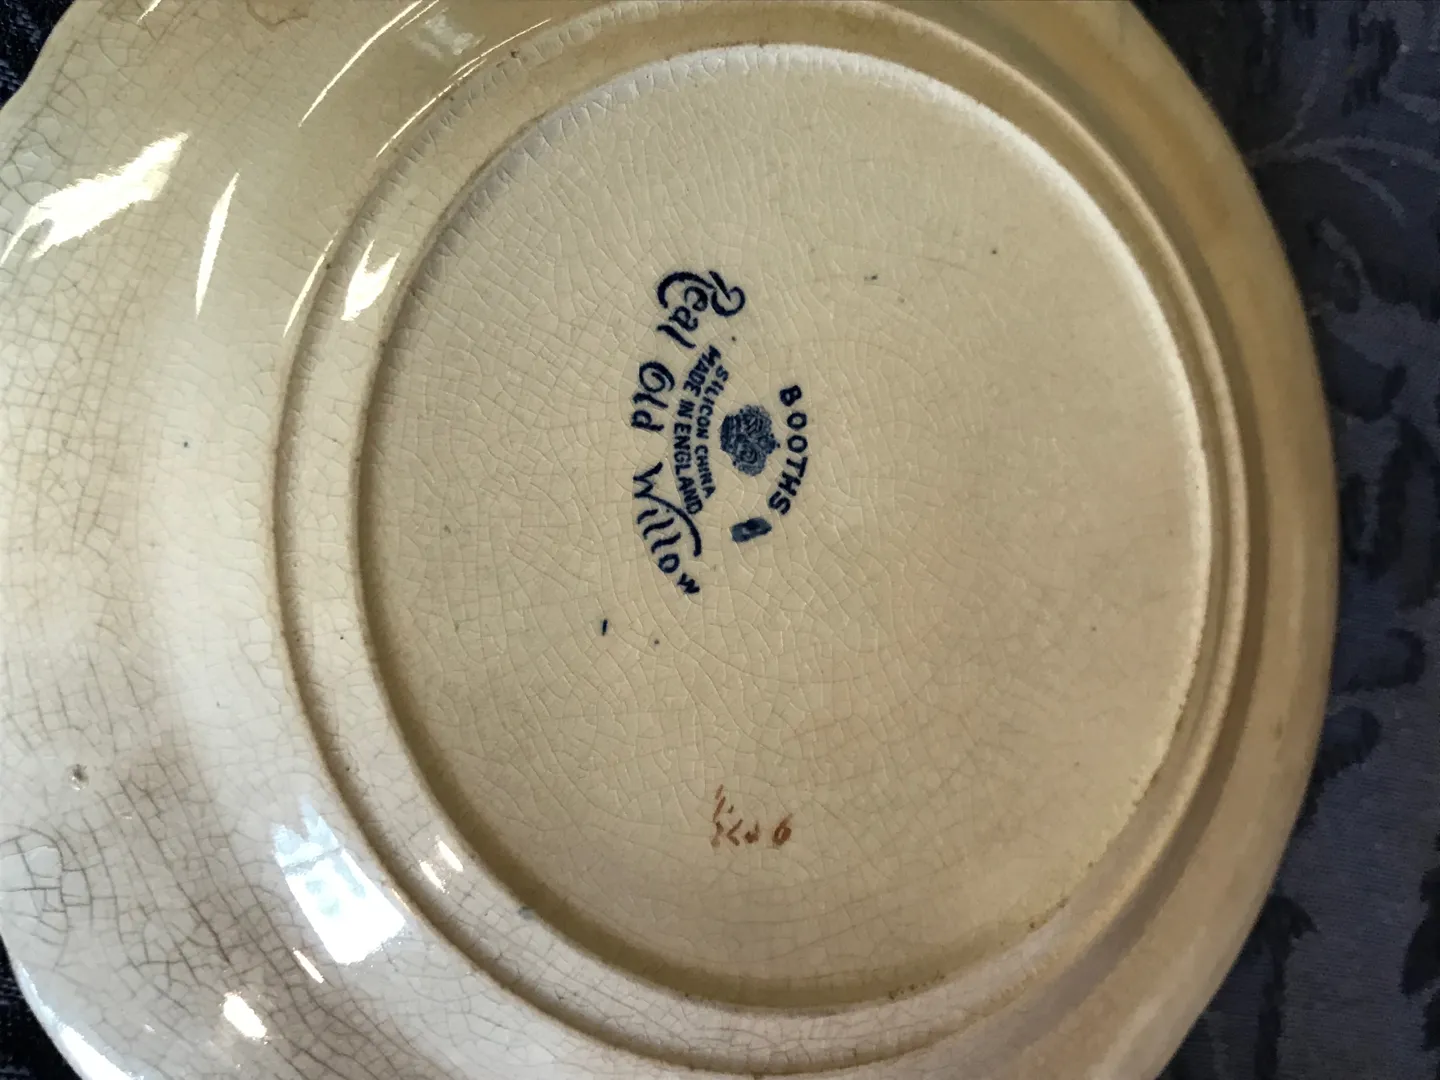 BOOTHS
SILICON CHINA
MADE IN ENGLAND
Real Old Willow